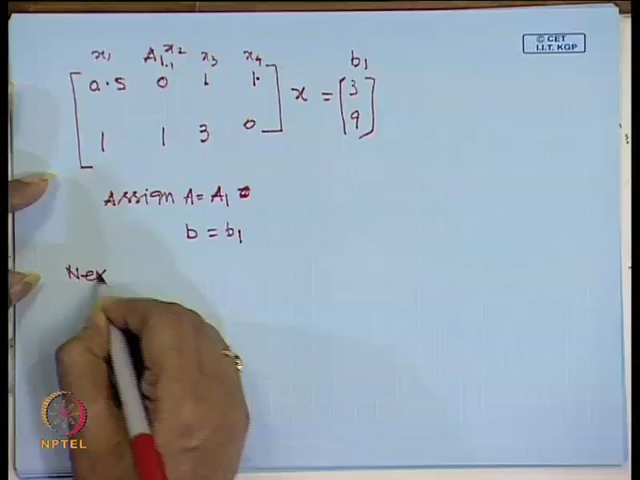 © CET
I.I.T. KGP
x₁ A₁., x₂ x₃ x₄ b₁
0.5 0 1 1 x = 3
1 1 3 0 9
Assign A = A₁
b = b₁
Nex
NPTEL